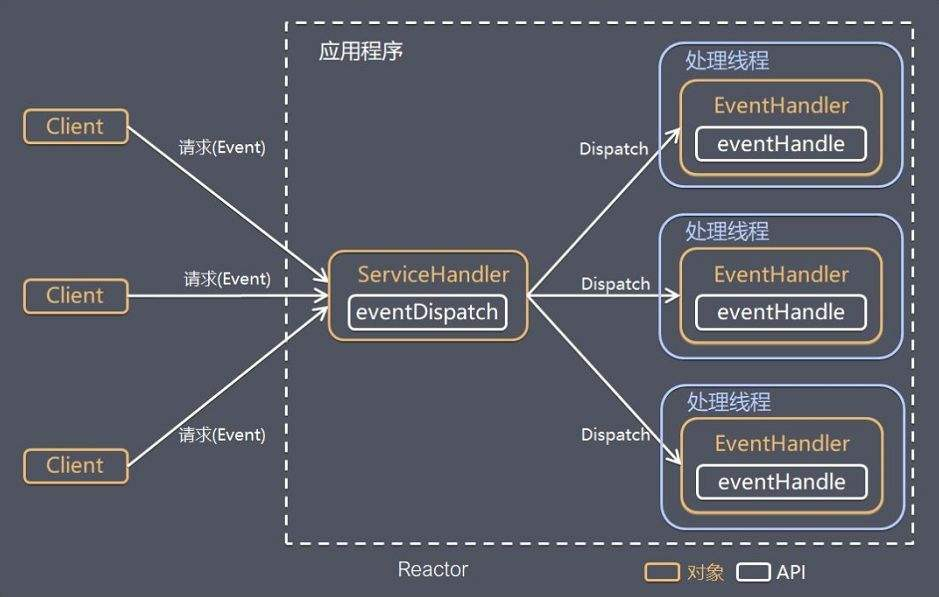 应用程序
Client
请求(Event)
Client
请求(Event)
Client
请求(Event)
ServiceHandler
eventDispatch
Dispatch
Dispatch
Dispatch
处理线程
EventHandler
eventHandle
处理线程
EventHandler
eventHandle
处理线程
EventHandler
eventHandle
Reactor
对象
API